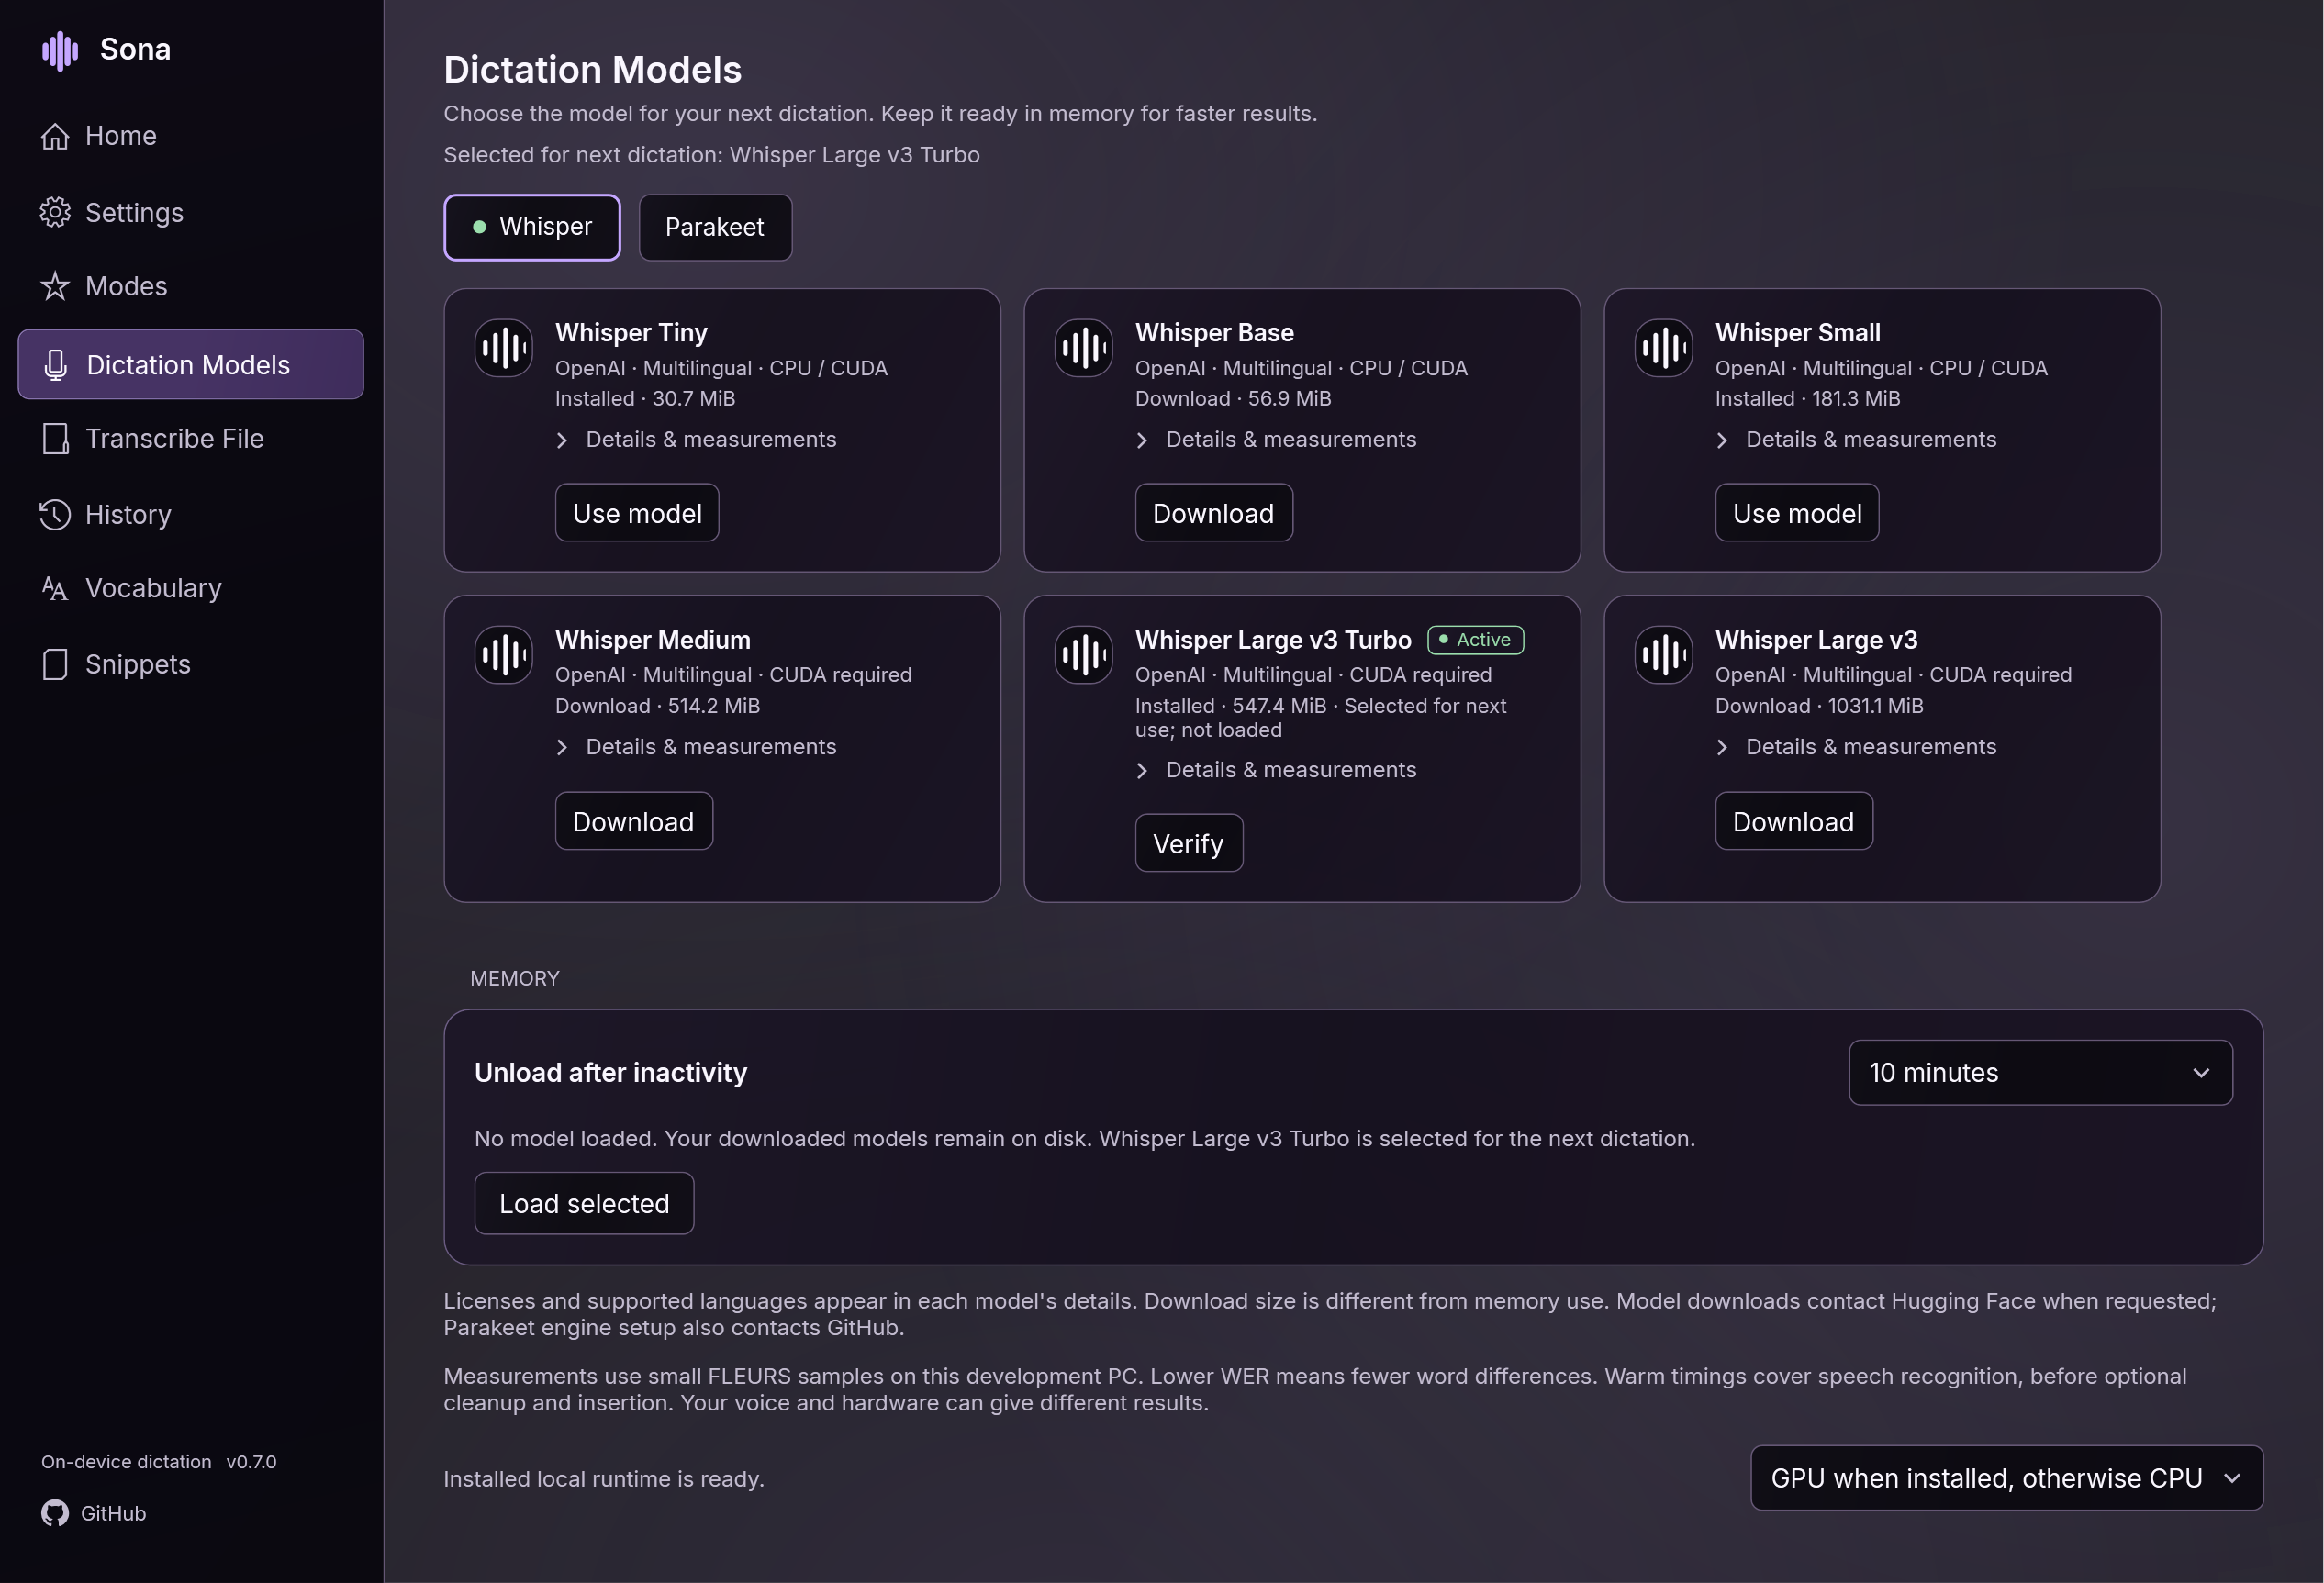 Sona
Home
Settings
Modes
Dictation Models
Transcribe File
History
Vocabulary
Snippets
On-device dictation v0.7.0
GitHub
Dictation Models
Choose the model for your next dictation. Keep it ready in memory for faster results.
Selected for next dictation: Whisper Large v3 Turbo
Whisper
Parakeet
Whisper Tiny
OpenAI · Multilingual · CPU / CUDA
Installed · 30.7 MiB
Details & measurements
Use model
Whisper Base
OpenAI · Multilingual · CPU / CUDA
Download · 56.9 MiB
Details & measurements
Download
Whisper Small
OpenAI · Multilingual · CPU / CUDA
Installed · 181.3 MiB
Details & measurements
Use model
Whisper Medium
OpenAI · Multilingual · CUDA required
Download · 514.2 MiB
Details & measurements
Download
Whisper Large v3 Turbo
Active
OpenAI · Multilingual · CUDA required
Installed · 547.4 MiB · Selected for next
use; not loaded
Details & measurements
Verify
Whisper Large v3
OpenAI · Multilingual · CUDA required
Download · 1031.1 MiB
Details & measurements
Download
MEMORY
Unload after inactivity
10 minutes
No model loaded. Your downloaded models remain on disk. Whisper Large v3 Turbo is selected for the next dictation.
Load selected
Licenses and supported languages appear in each model's details. Download size is different from memory use. Model downloads contact Hugging Face when requested;
Parakeet engine setup also contacts GitHub.
Measurements use small FLEURS samples on this development PC. Lower WER means fewer word differences. Warm timings cover speech recognition, before optional
cleanup and insertion. Your voice and hardware can give different results.
Installed local runtime is ready.
GPU when installed, otherwise CPU